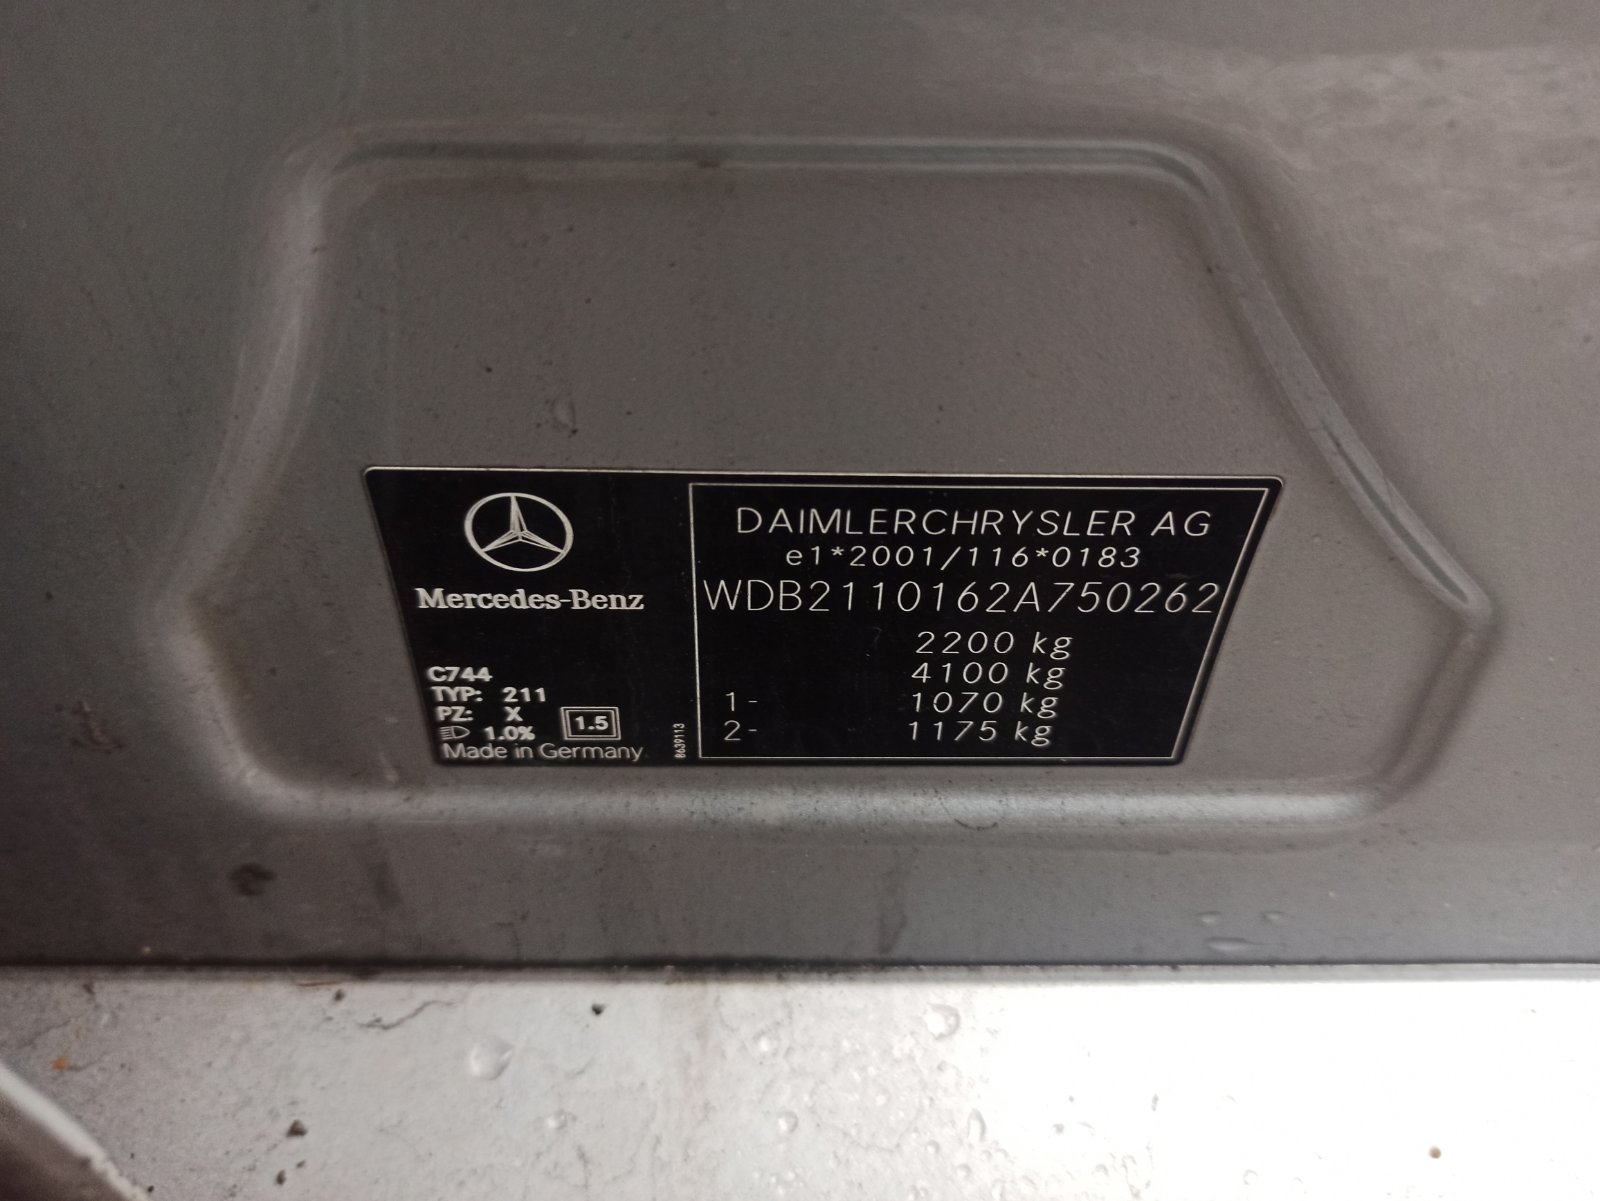 Mercedes-Benz
C744
TYP: 211
PZ: X
1.0%
1.5
Made in Germany
8639113
DAIMLERCHRYSLER AG
e1*2001/116*0183
WDB2110162A750262
2200 kg
4100 kg
1- 1070 kg
2- 1175 kg